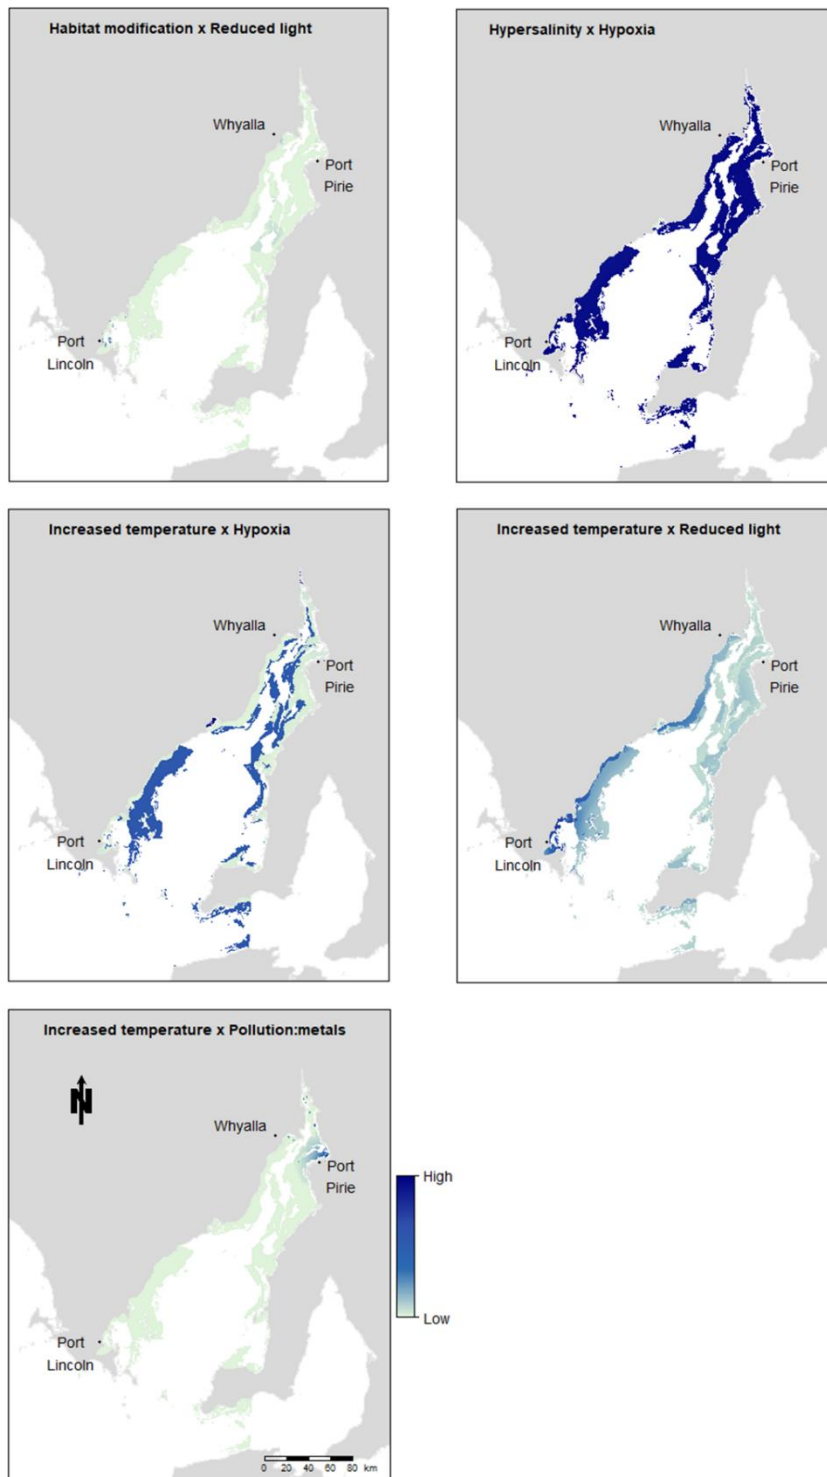 Habitat modification x Reduced light
Whyalla
Port
Pirie
Port
Lincoln
Hypersalinity x Hypoxia
Whyalla
Port
Pirie
Port
Lincoln
Increased temperature x Hypoxia
Whyalla
Port
Pirie
Port
Lincoln
Increased temperature x Reduced light
Whyalla
Port
Pirie
Port
Lincoln
Increased temperature x Pollution:metals
N
Whyalla
Port
Pirie
Port
Lincoln
0 20 40 60 80 km
High
Low